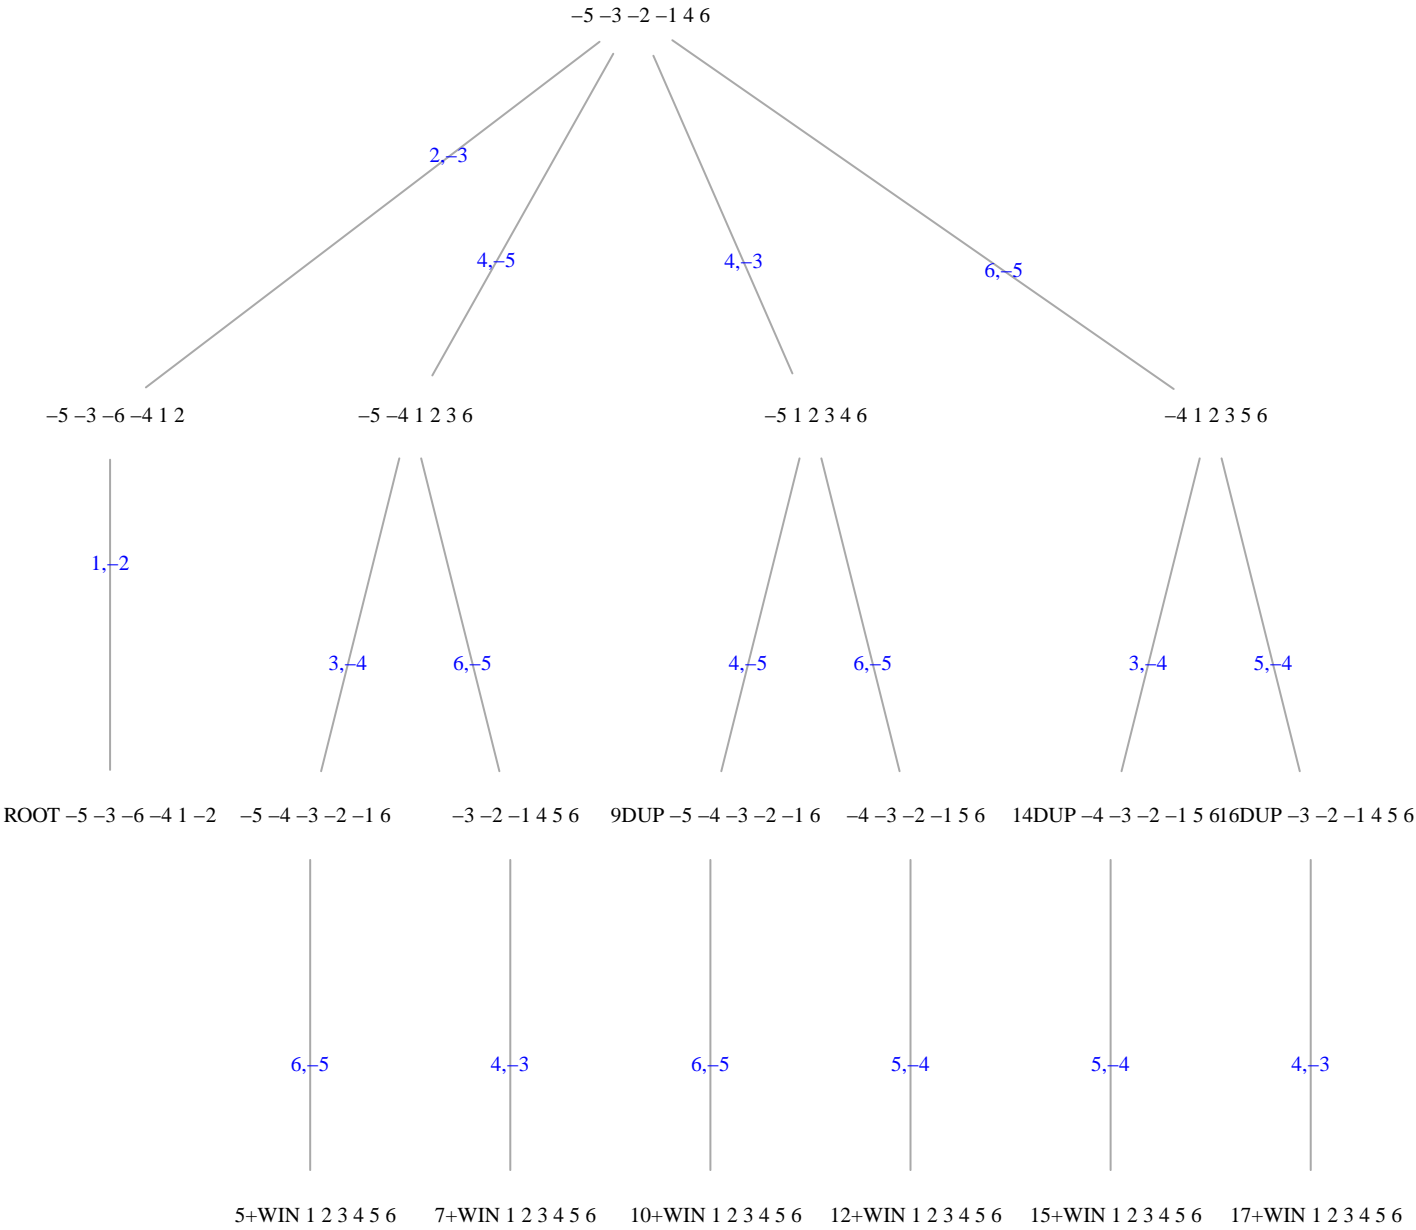 –5 –3 –2 –1 4 6
2,–3
4,–5
4,–3
6,–5
–5 –3 –6 –4 1 2
–5 –4 1 2 3 6
–5 1 2 3 4 6
–4 1 2 3 5 6
1,–2
3,–4
6,–5
4,–5
6,–5
3,–4
5,–4
ROOT –5 –3 –6 –4 1 –2
–5 –4 –3 –2 –1 6
–3 –2 –1 4 5 6
9DUP –5 –4 –3 –2 –1 6
–4 –3 –2 –1 5 6
14DUP –4 –3 –2 –1 5 6
16DUP –3 –2 –1 4 5 6
6,–5
4,–3
6,–5
5,–4
5,–4
4,–3
5+WIN 1 2 3 4 5 6
7+WIN 1 2 3 4 5 6
10+WIN 1 2 3 4 5 6
12+WIN 1 2 3 4 5 6
15+WIN 1 2 3 4 5 6
17+WIN 1 2 3 4 5 6